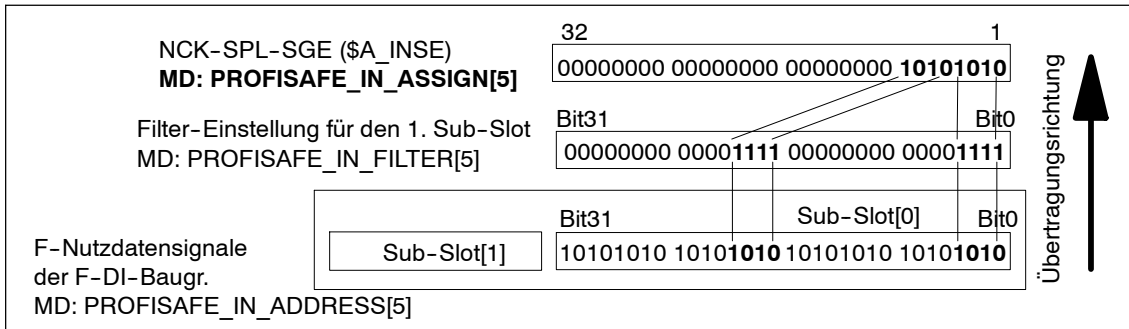 32 1
NCK-SPL-SGE ($A_INSE)
00000000 00000000 00000000 10101010
MD: PROFISAFE_IN_ASSIGN[5]
Bit31 Bit0
Filter-Einstellung für den 1. Sub-Slot
00000000 00001111 00000000 00001111
MD: PROFISAFE_IN_FILTER[5]
Bit31 Sub-Slot[0] Bit0
F-Nutzdatensignale
Sub-Slot[1] 10101010 10101010 10101010 10101010
der F-DI-Baugr.
MD: PROFISAFE_IN_ADDRESS[5]
Übertragungsrichtung